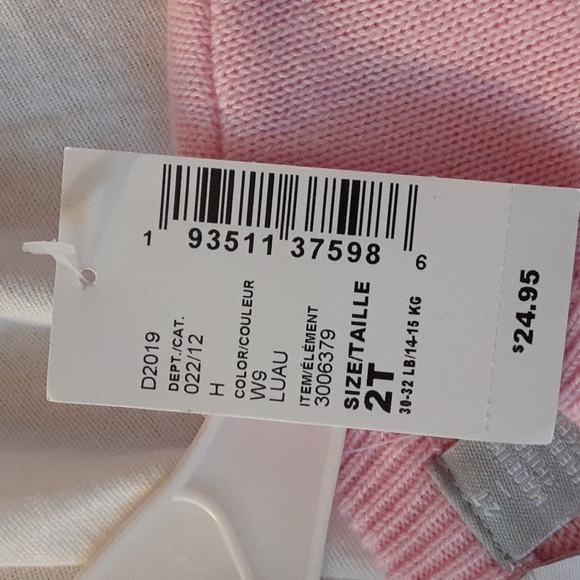 1 93511 37598 6
D2019
DEPT./CAT.
022/12
H
COLOR/COULEUR
W9
LUAU
ITEM/ÉLÉMENT
3006379
SIZE/TAILLE
2T
30-32 LB/14-15 KG
$24.95
2T